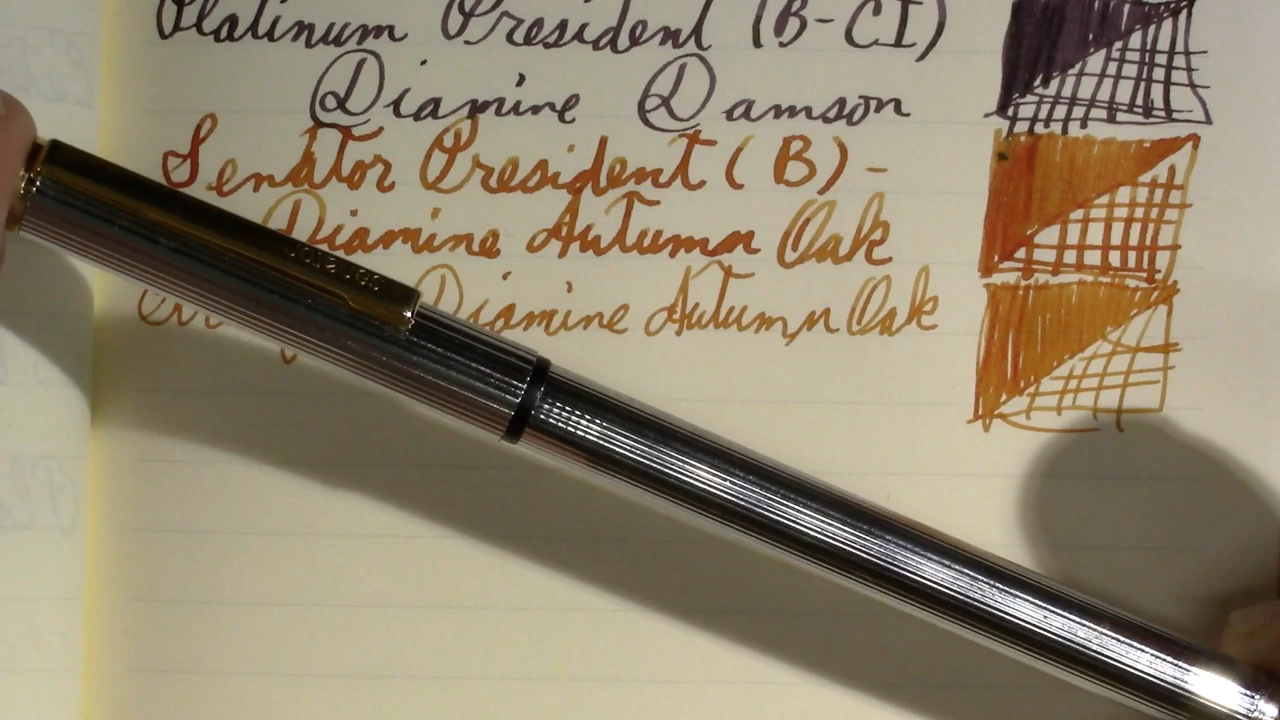 Platinum President (B-CI)
Diamine Damson
Senator President (B) -
Diamine Autumn Oak
Diamine Autumn Oak